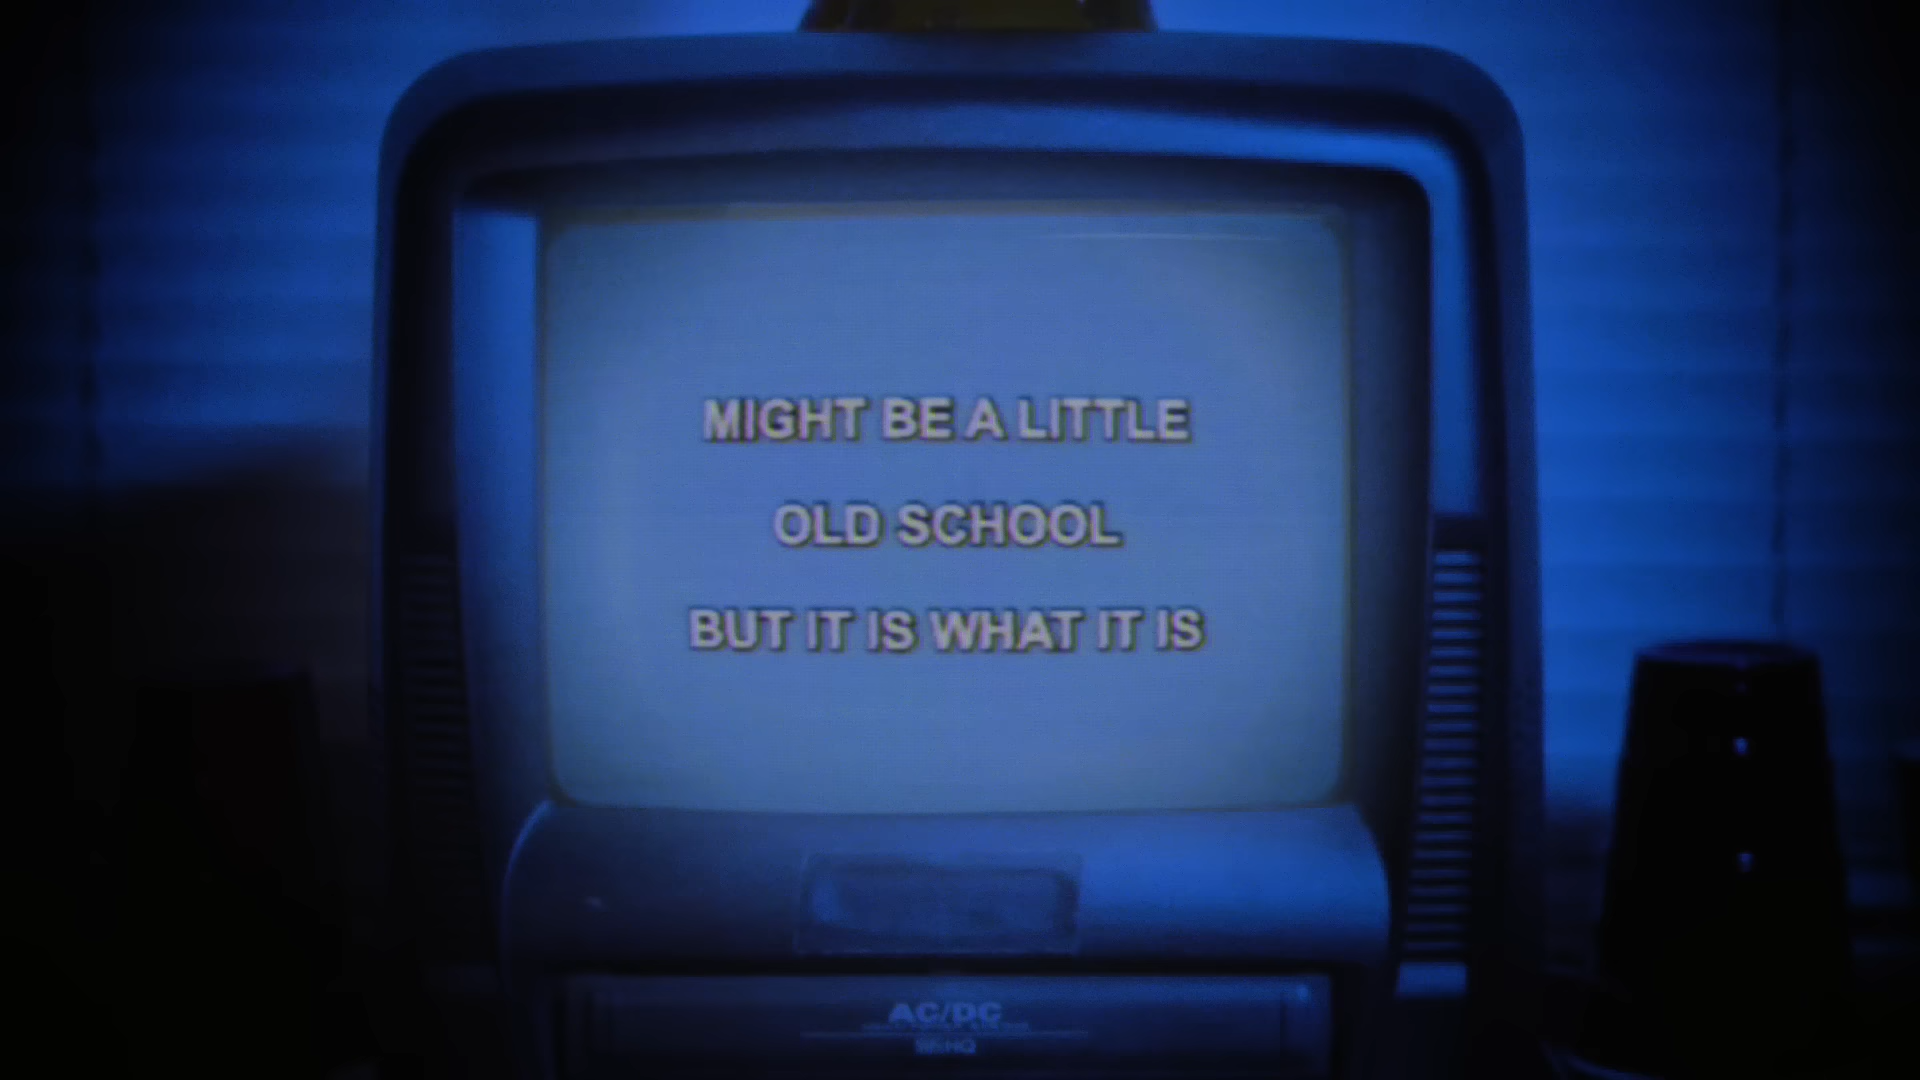 MIGHT BE A LITTLE
OLD SCHOOL
BUT IT IS WHAT IT IS
AC/DC